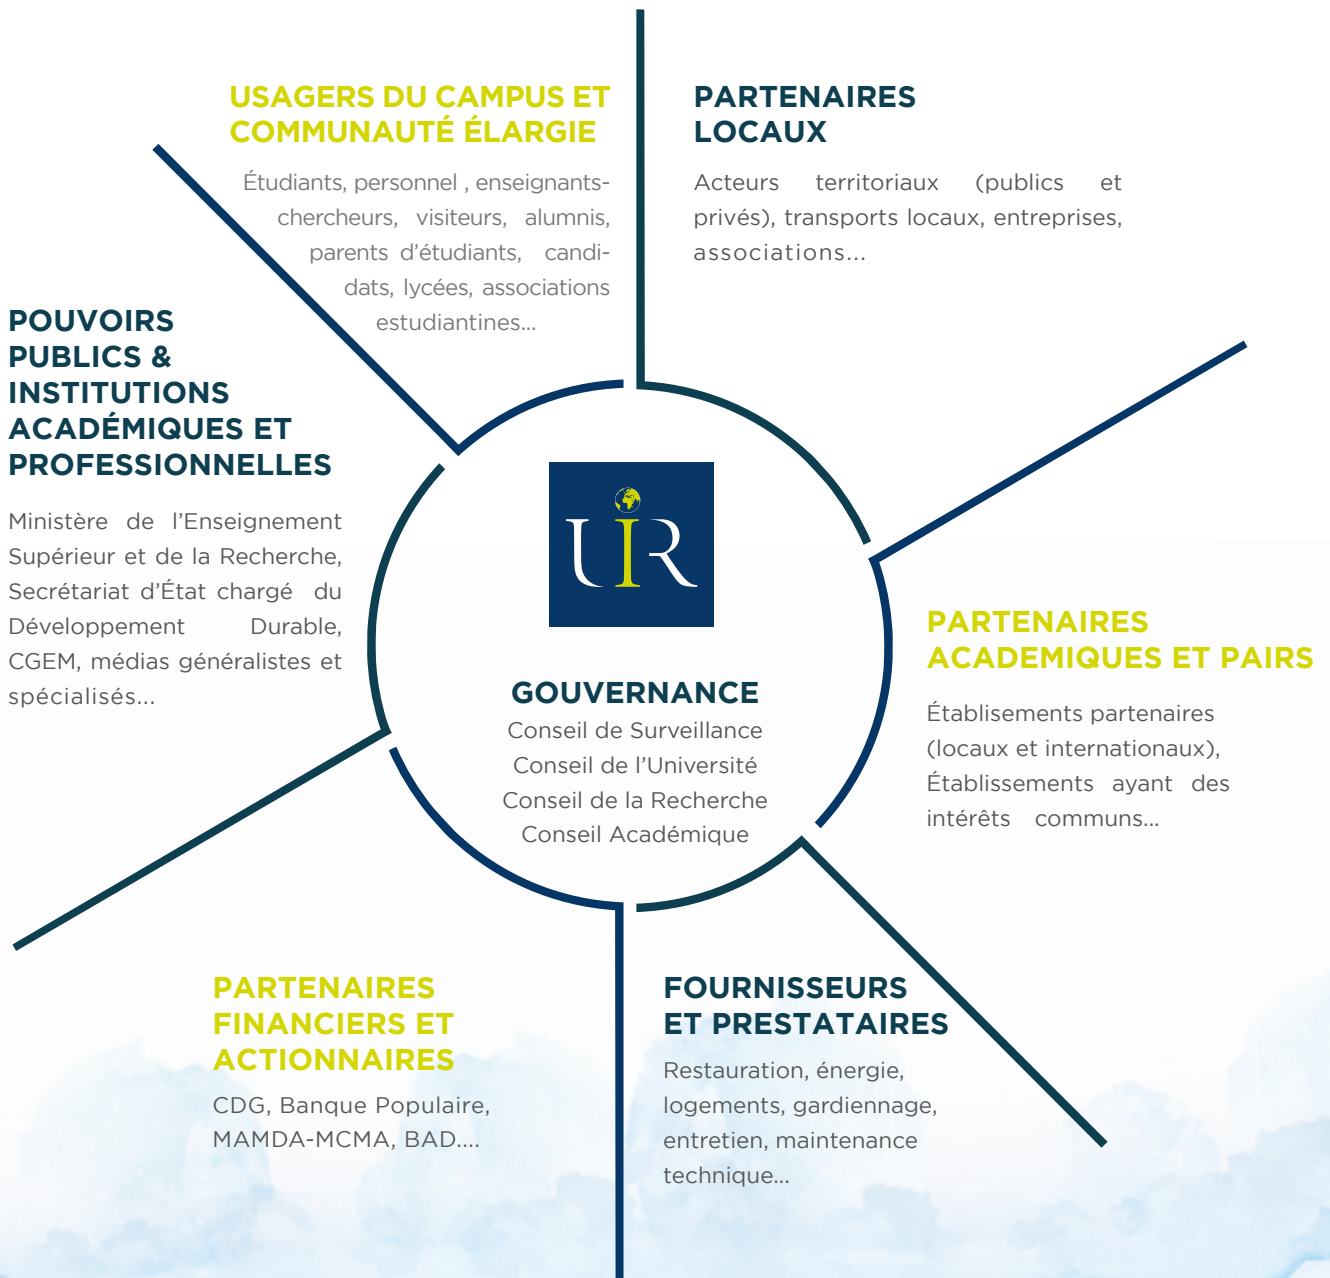 USAGERS DU CAMPUS ET
COMMUNAUTÉ ÉLARGIE
Étudiants, personnel , enseignants-
chercheurs, visiteurs, alumnis,
parents d’étudiants, candi-
dats, lycées, associations
estudiantines...
PARTENAIRES
LOCAUX
Acteurs territoriaux (publics et
privés), transports locaux, entreprises,
associations...
POUVOIRS
PUBLICS &
INSTITUTIONS
ACADÉMIQUES ET
PROFESSIONNELLES
Ministère de l’Enseignement
Supérieur et de la Recherche,
Secrétariat d’État chargé du
Développement Durable,
CGEM, médias généralistes et
spécialisés...
UIR
GOUVERNANCE
Conseil de Surveillance
Conseil de l’Université
Conseil de la Recherche
Conseil Académique
PARTENAIRES
ACADEMIQUES ET PAIRS
Établisements partenaires
(locaux et internationaux),
Établissements ayant des
intérêts communs...
PARTENAIRES
FINANCIERS ET
ACTIONNAIRES
CDG, Banque Populaire,
MAMDA-MCMA, BAD....
FOURNISSEURS
ET PRESTATAIRES
Restauration, énergie,
logements, gardiennage,
entretien, maintenance
technique...